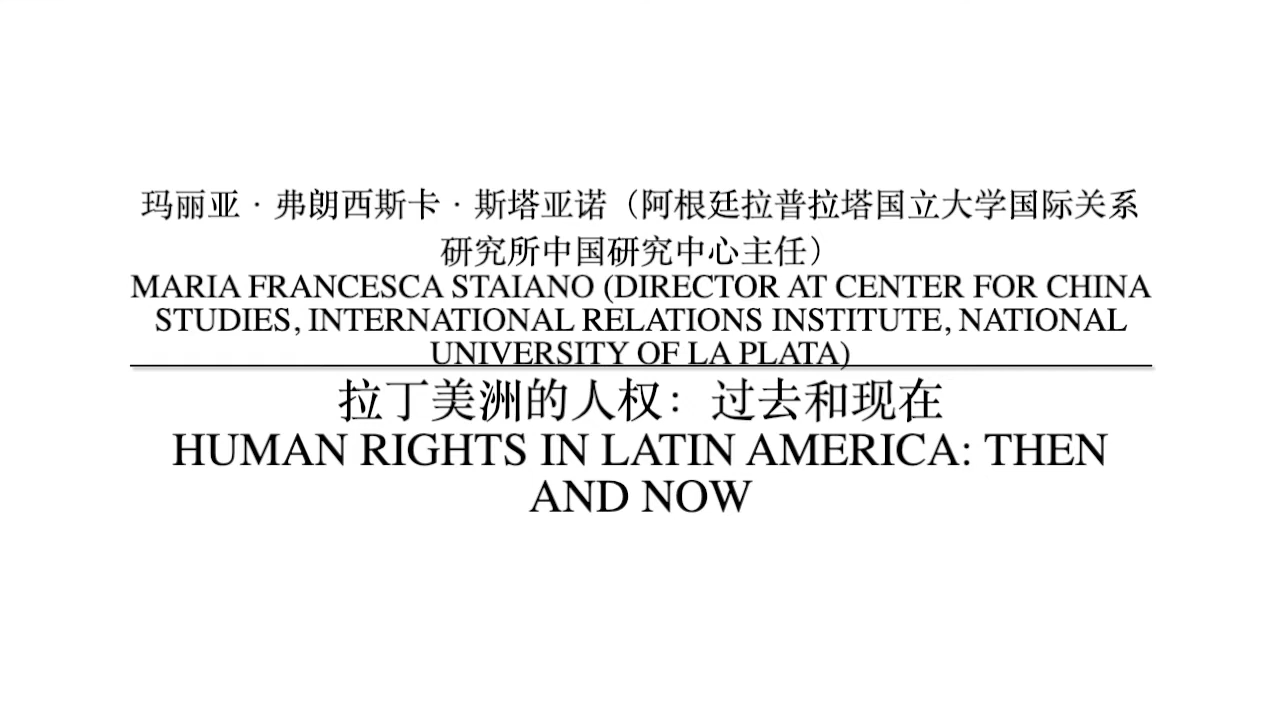 玛丽亚·弗朗西斯卡·斯塔亚诺（阿根廷拉普拉塔国立大学国际关系
研究所中国研究中心主任）
MARIA FRANCESCA STAIANO (DIRECTOR AT CENTER FOR CHINA
STUDIES, INTERNATIONAL RELATIONS INSTITUTE, NATIONAL
UNIVERSITY OF LA PLATA)
拉丁美洲的人权：过去和现在
HUMAN RIGHTS IN LATIN AMERICA: THEN
AND NOW